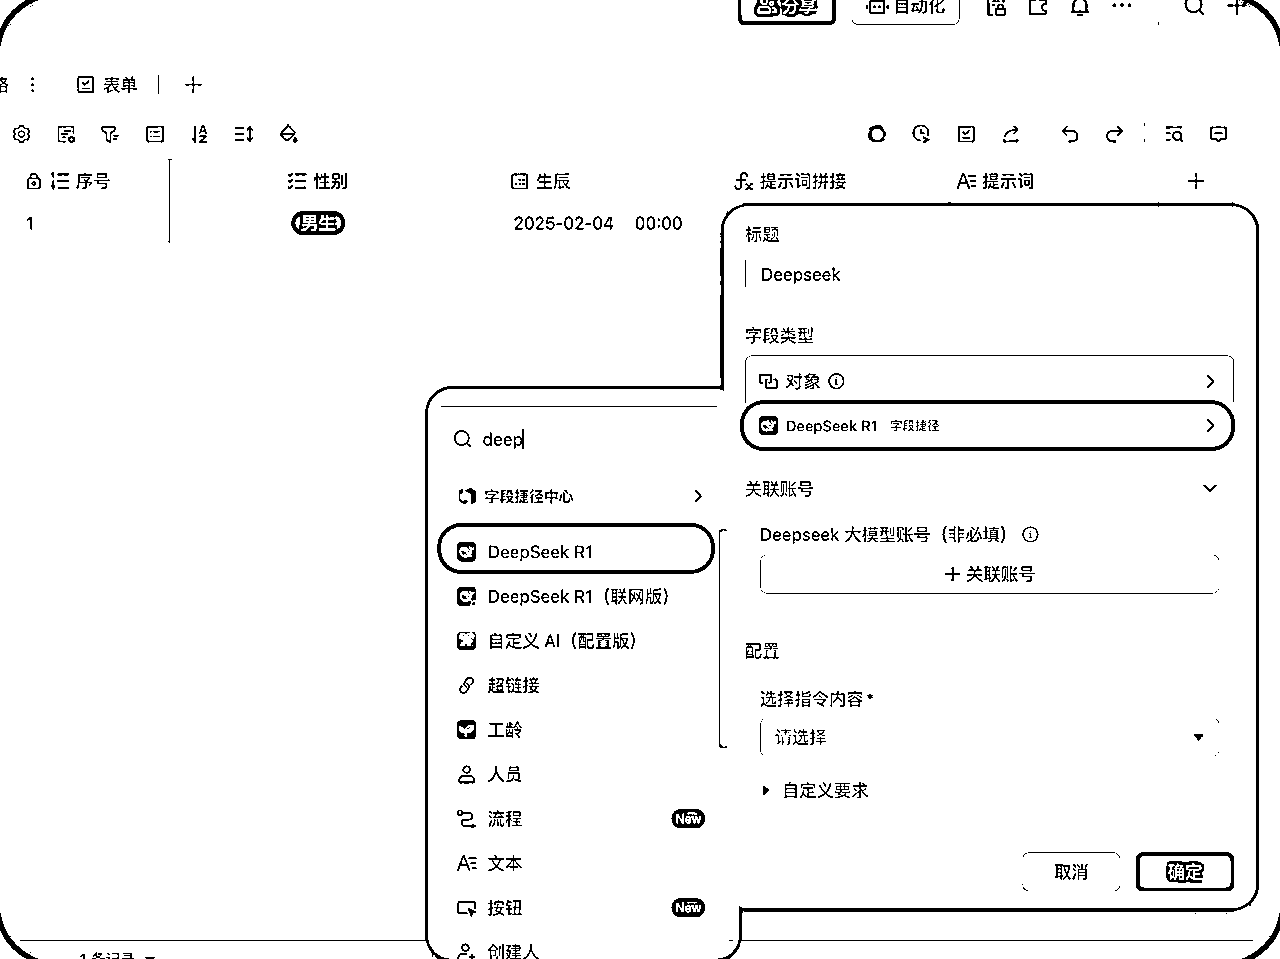 分享 自动化
格 表单
序号 性别 生辰 提示词拼接 提示词
1 男生 2025-02-04 00:00
标题
Deepseek
字段类型
对象
DeepSeek R1 字段捷径
关联账号
Deepseek 大模型账号（非必填）
关联账号
配置
选择指令内容*
请选择
自定义要求
取消 确定
deep
字段捷径中心
DeepSeek R1
DeepSeek R1（联网版）
自定义 AI（配置版）
超链接
工龄
人员
流程 New
文本
按钮 New
创建人
1 条记录